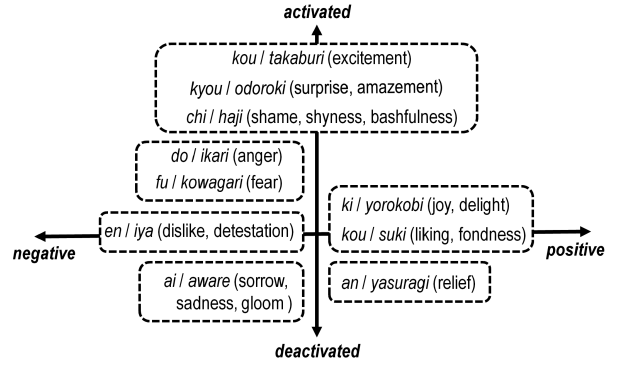 activated
kou / takaburi (excitement)
kyou / odoroki (surprise, amazement)
chi / haji (shame, shyness, bashfulness)
do / ikari (anger)
fu / kowagari (fear)
ki / yorokobi (joy, delight)
en / iya (dislike, detestation)
kou / suki (liking, fondness)
negative
positive
ai / aware (sorrow,
sadness, gloom )
an / yasuragi (relief)
deactivated